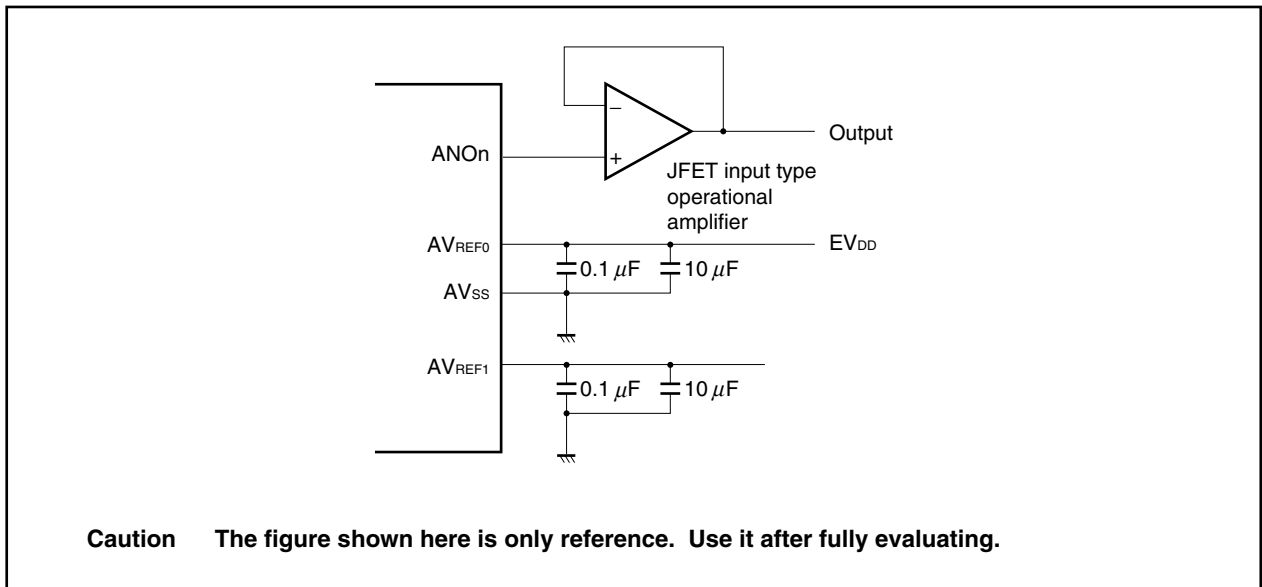 −
+
ANOn
Output
JFET input type
operational
amplifier
AVREF0
EVDD
0.1 μF
10 μF
AVSS
AVREF1
0.1 μF
10 μF
Caution The figure shown here is only reference. Use it after fully evaluating.